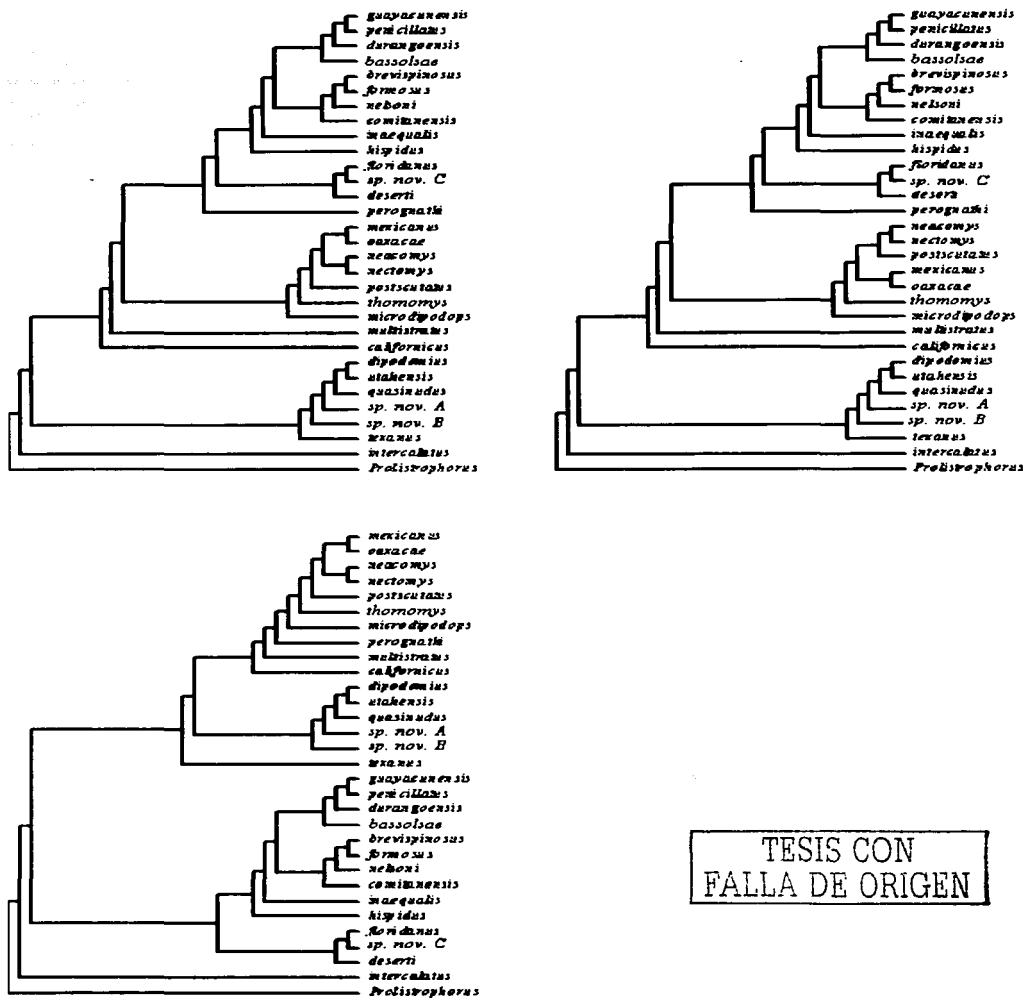 guayacunensis
penicillatus
durangoensis
bassolsae
brevispinosus
formosus
nelsoni
comitanensis
inaequalis
hispidus
floridanus
sp. nov. C
deserti
perognathi
mexicanus
oaxacae
neacomys
nectomys
postscutatus
thomomys
microdipodops
multistratus
californicus
dipodomius
utahensis
quasinudus
sp. nov. A
sp. nov. B
texanus
intercalatus
Prolistrophorus
guayacunensis
penicillatus
durangoensis
bassolsae
brevispinosus
formosus
nelsoni
comitanensis
inaequalis
hispidus
floridanus
sp. nov. C
deserti
perognathi
neacomys
nectomys
postscutatus
mexicanus
oaxacae
thomomys
microdipodops
multistratus
californicus
dipodomius
utahensis
quasinudus
sp. nov. A
sp. nov. B
texanus
intercalatus
Prolistrophorus
mexicanus
oaxacae
neacomys
nectomys
postscutatus
thomomys
microdipodops
perognathi
multistratus
californicus
dipodomius
utahensis
quasinudus
sp. nov. A
sp. nov. B
texanus
guayacunensis
penicillatus
durangoensis
bassolsae
brevispinosus
formosus
nelsoni
comitanensis
inaequalis
hispidus
floridanus
sp. nov. C
deserti
intercalatus
Prolistrophorus
TESIS CON
FALLA DE ORIGEN